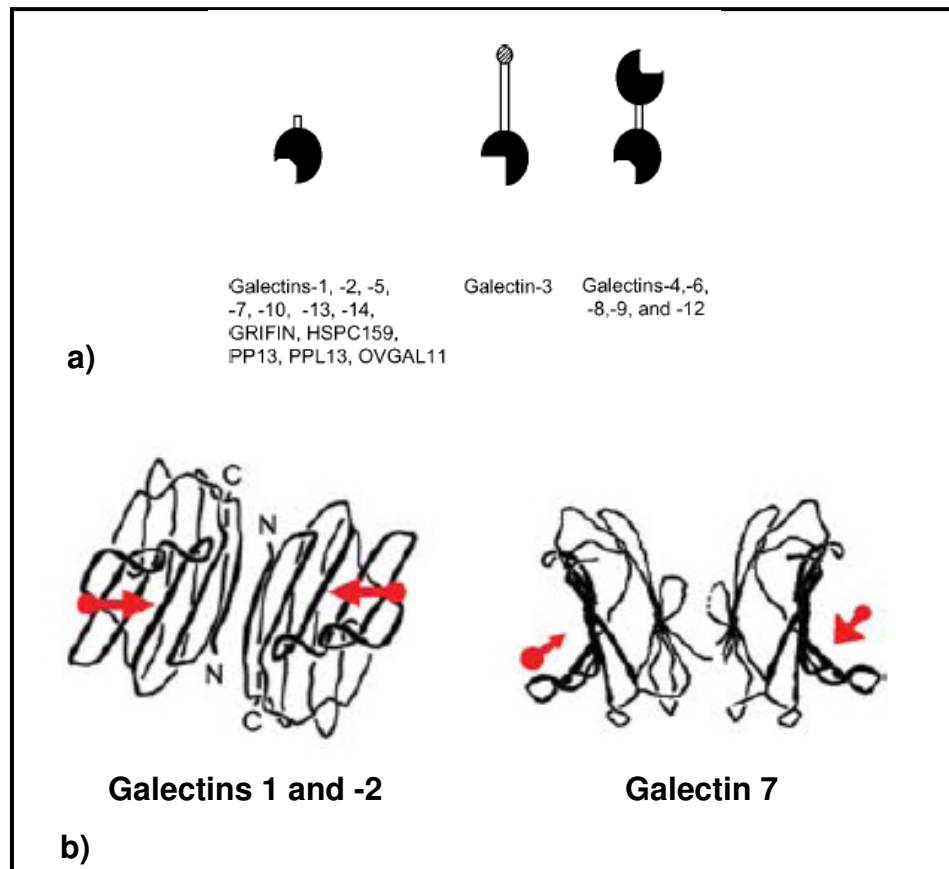 Galectins-1, -2, -5,
-7, -10, -13, -14,
GRIFIN, HSPC159,
PP13, PPL13, OVGAL11
Galectin-3
Galectins-4,-6,
-8,-9, and -12
a)
C
N
N
C
Galectins 1 and -2
Galectin 7
b)